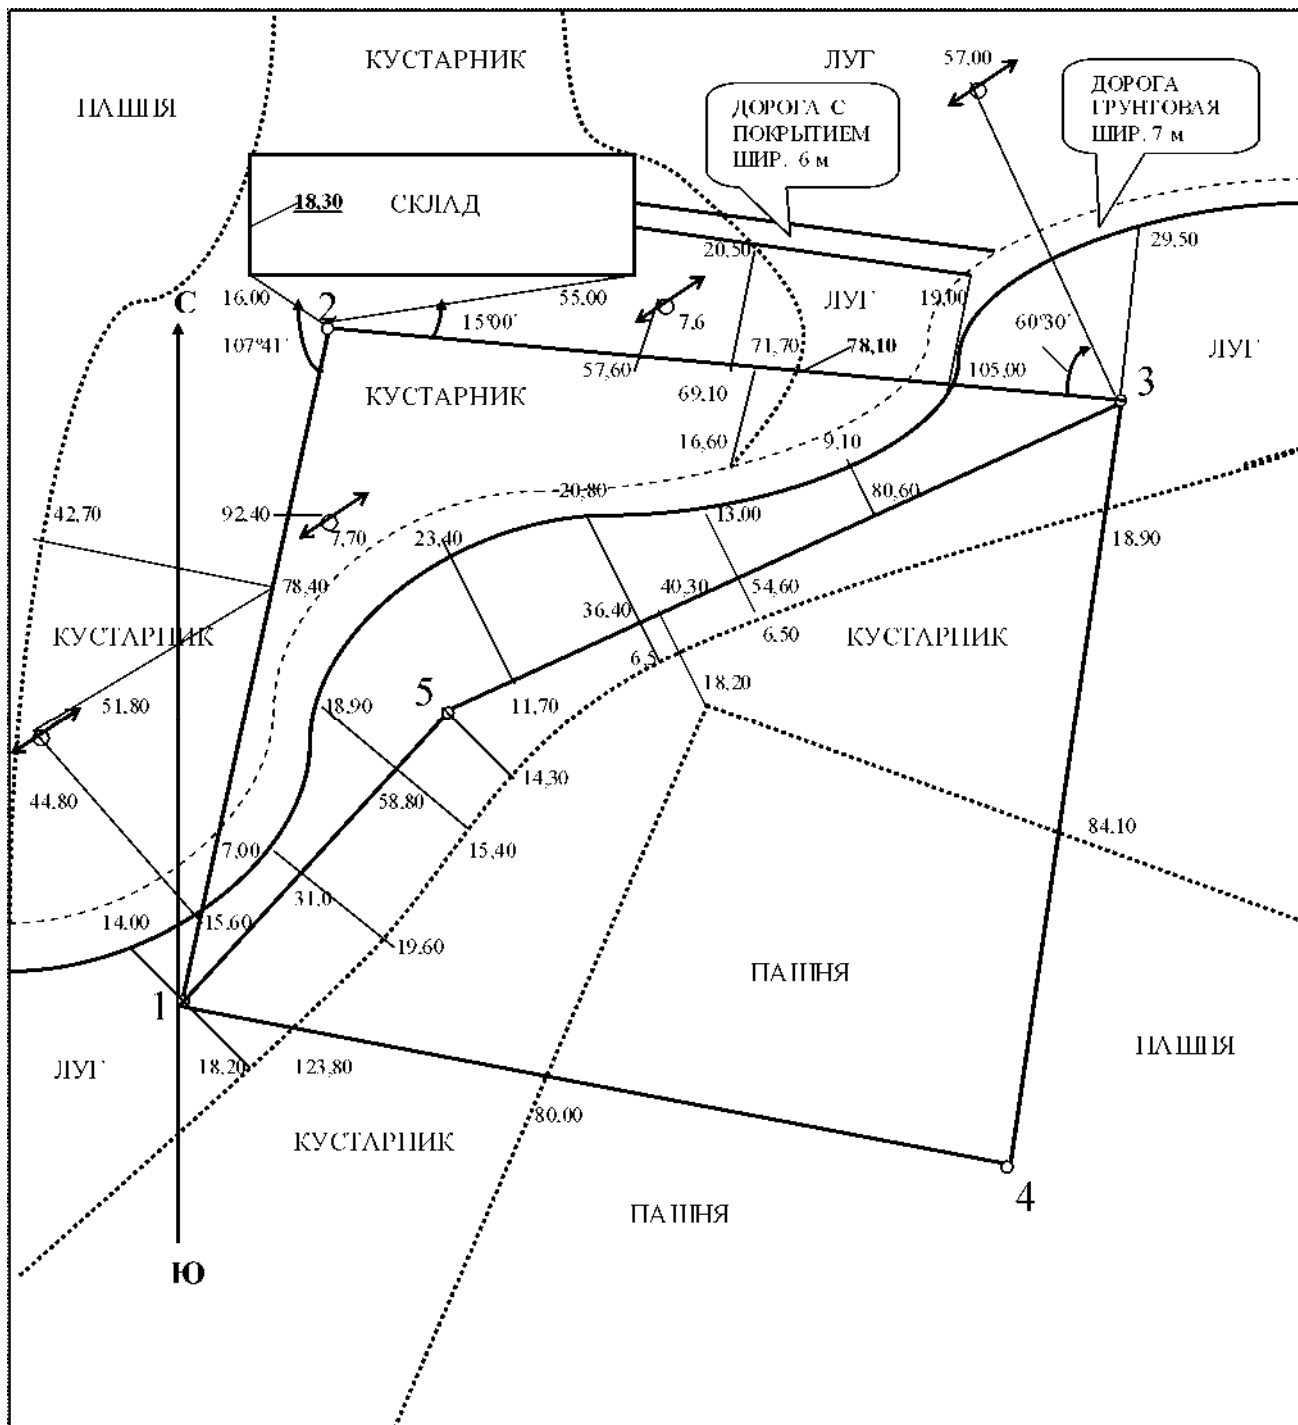 КУСТАРНИК
ЛУГ
57,00
ПАШНЯ
ДОРОГА С
ПОКРЫТИЕМ
ШИР. 6 м
ДОРОГА
ГРУНТОВАЯ
ШИР. 7 м
18,30
СКЛАД
20,50
29,50
16.00
С
2
55.00
15°00′
7.6
ЛУГ
19,00
60°30′
107°41′
57,60
71,70
78,10
105.00
ЛУГ
3
КУСТАРНИК
69.10
16,60
9,10
42,70
92.40
7,70
20,80
23,40
13,00
80,60
18.90
78,40
40,30
54,60
36.40
6.50
КУСТАРНИК
КУСТАРНИК
6,5
51.80
5
18.90
11,70
18,20
44.80
58.80
14,30
84.10
7,00
15,40
31,0
14.00
15,60
19.60
1
ПАШНЯ
ЛУГ
18,20
123,80
ПАШНЯ
80,00
КУСТАРНИК
4
ПАШНЯ
Ю